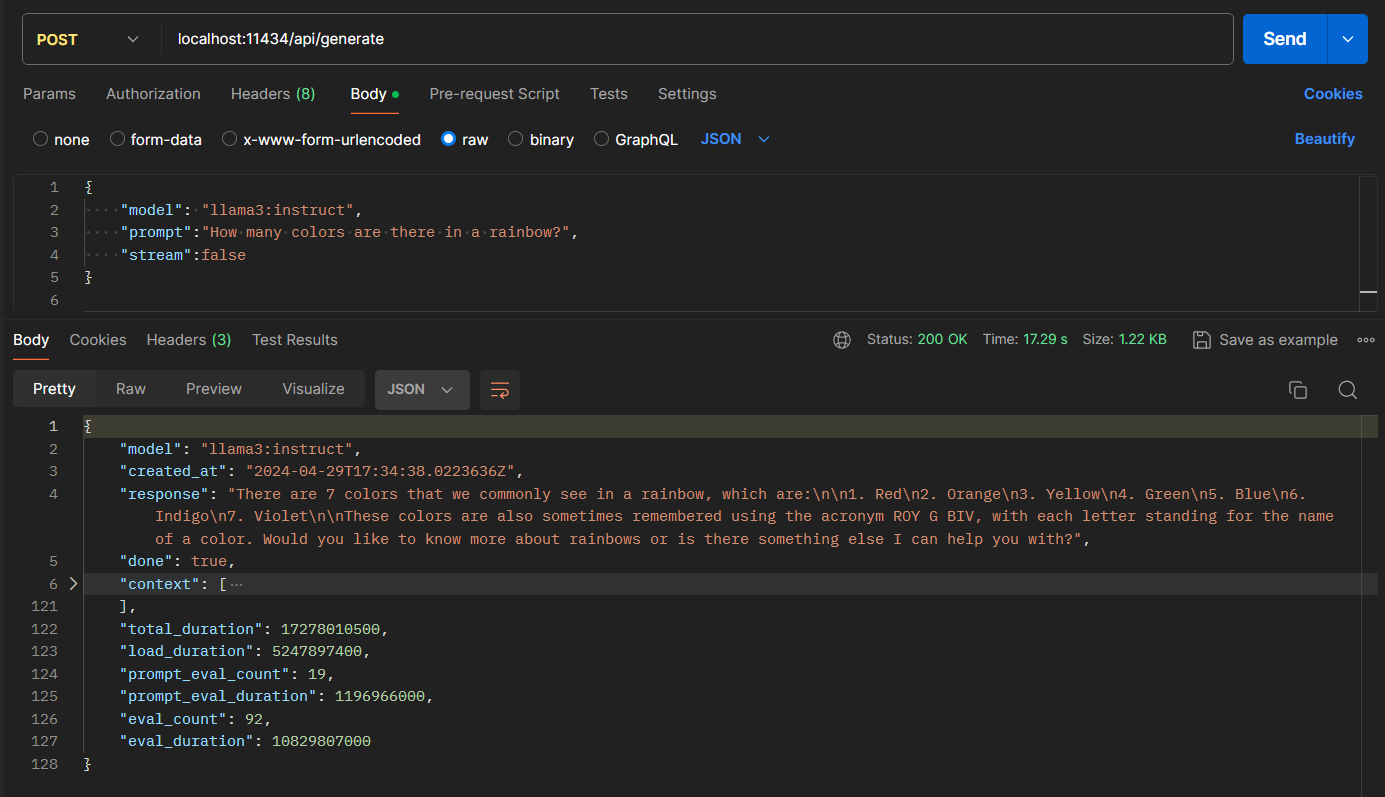 POST localhost:11434/api/generate Send
Params Authorization Headers (8) Body Pre-request Script Tests Settings Cookies
none form-data x-www-form-urlencoded raw binary GraphQL JSON Beautify
1 {
2 ····"model":·"llama3:instruct",
3 ····"prompt":"How·many·colors·are·there·in·a·rainbow?",
4 ····"stream":false
5 }
6
Body Cookies Headers (3) Test Results Status: 200 OK Time: 17.29 s Size: 1.22 KB Save as example
Pretty Raw Preview Visualize JSON
1 {
2 "model": "llama3:instruct",
3 "created_at": "2024-04-29T17:34:38.0223636Z",
4 "response": "There are 7 colors that we commonly see in a rainbow, which are:\n\n1. Red\n2. Orange\n3. Yellow\n4. Green\n5. Blue\n6.
Indigo\n7. Violet\n\nThese colors are also sometimes remembered using the acronym ROY G BIV, with each letter standing for the name
of a color. Would you like to know more about rainbows or is there something else I can help you with?",
5 "done": true,
6 "context": [···
121 ],
122 "total_duration": 17278010500,
123 "load_duration": 5247897400,
124 "prompt_eval_count": 19,
125 "prompt_eval_duration": 1196966000,
126 "eval_count": 92,
127 "eval_duration": 10829807000
128 }